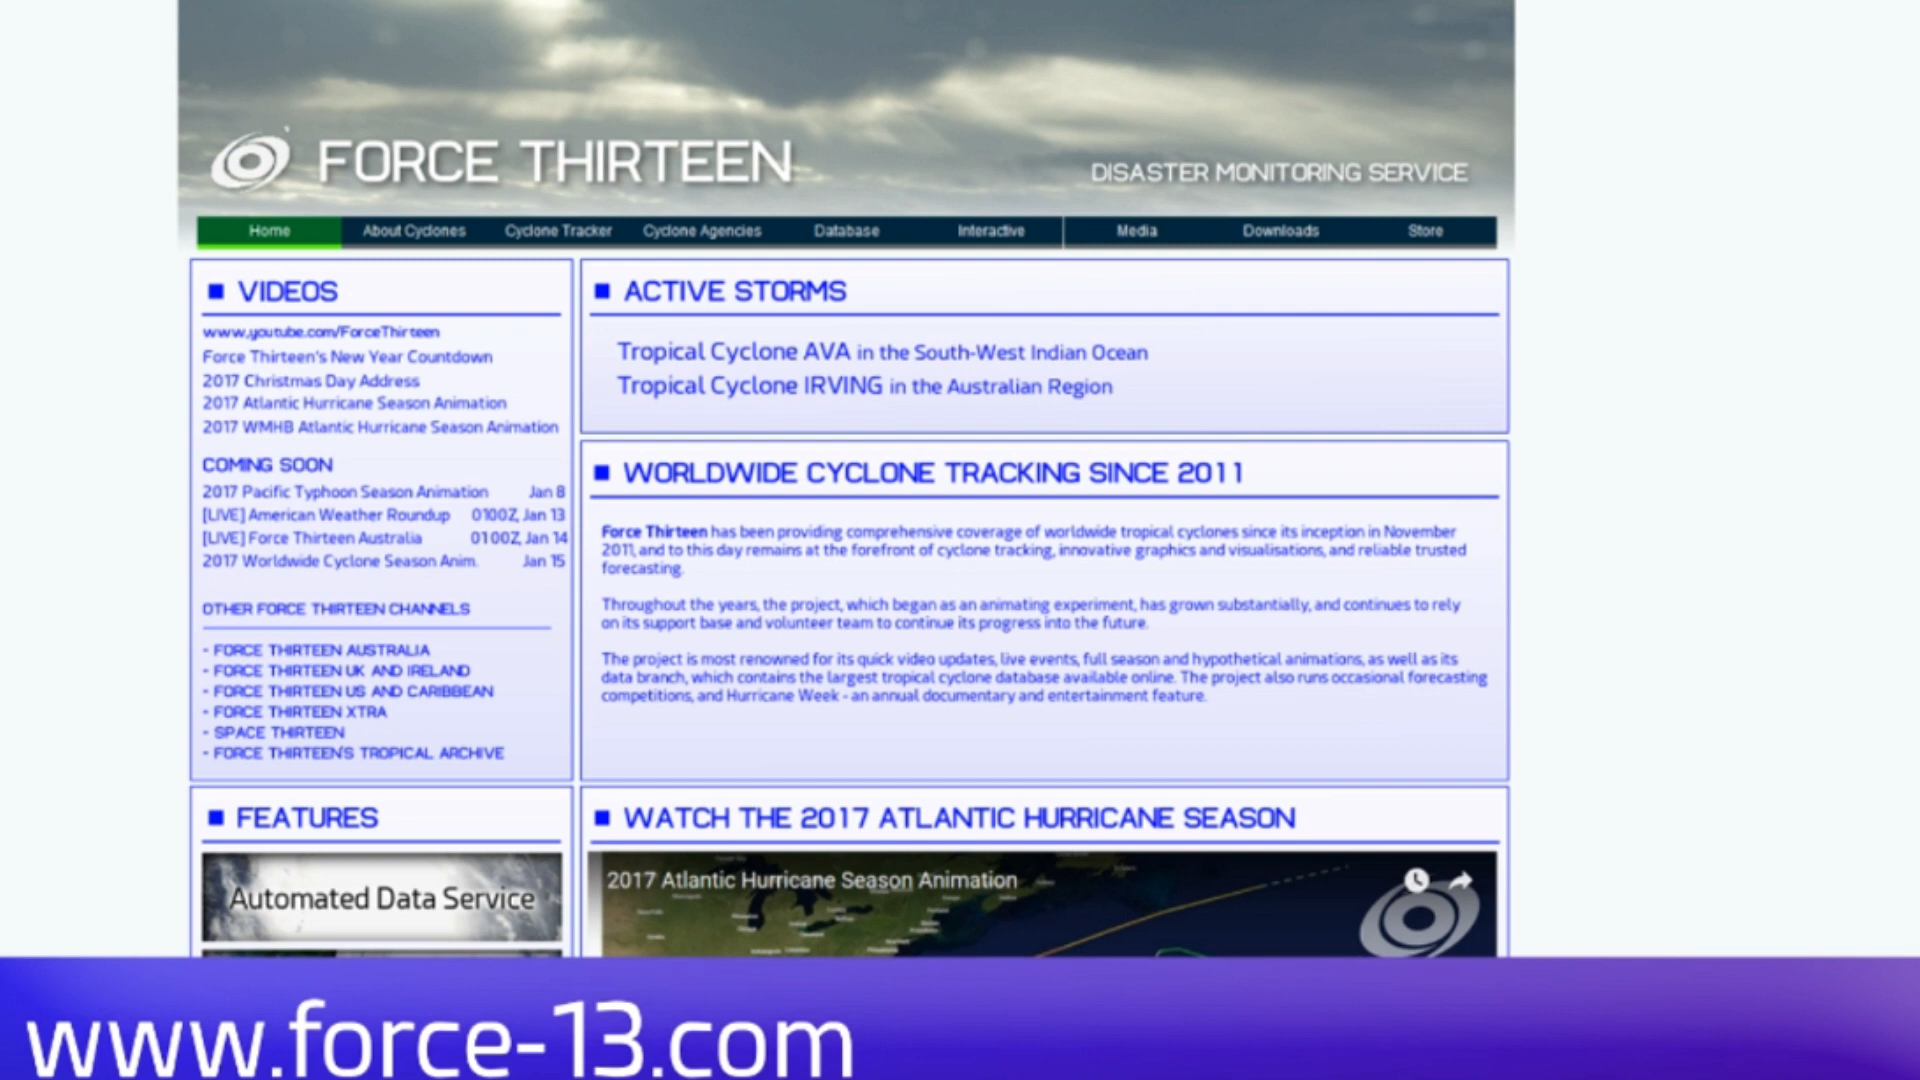 FORCE THIRTEEN
DISASTER MONITORING SERVICE
Home About Cyclones Cyclone Tracker Cyclone Agencies Database Interactive Media Downloads Store
VIDEOS
www.youtube.com/ForceThirteen
Force Thirteen's New Year Countdown
2017 Christmas Day Address
2017 Atlantic Hurricane Season Animation
2017 WMHB Atlantic Hurricane Season Animation
COMING SOON
2017 Pacific Typhoon Season Animation Jan 8
[LIVE] American Weather Roundup 0100Z, Jan 13
[LIVE] Force Thirteen Australia 0100Z, Jan 14
2017 Worldwide Cyclone Season Anim. Jan 15
OTHER FORCE THIRTEEN CHANNELS
- FORCE THIRTEEN AUSTRALIA
- FORCE THIRTEEN UK AND IRELAND
- FORCE THIRTEEN US AND CARIBBEAN
- FORCE THIRTEEN XTRA
- SPACE THIRTEEN
- FORCE THIRTEEN'S TROPICAL ARCHIVE
ACTIVE STORMS
Tropical Cyclone AVA in the South-West Indian Ocean
Tropical Cyclone IRVING in the Australian Region
WORLDWIDE CYCLONE TRACKING SINCE 2011
Force Thirteen has been providing comprehensive coverage of worldwide tropical cyclones since its inception in November
2011, and to this day remains at the forefront of cyclone tracking, innovative graphics and visualisations, and reliable trusted
forecasting.
Throughout the years, the project, which began as an animating experiment, has grown substantially, and continues to rely
on its support base and volunteer team to continue its progress into the future.
The project is most renowned for its quick video updates, live events, full season and hypothetical animations, as well as its
data branch, which contains the largest tropical cyclone database available online. The project also runs occasional forecasting
competitions, and Hurricane Week - an annual documentary and entertainment feature.
FEATURES
Automated Data Service
WATCH THE 2017 ATLANTIC HURRICANE SEASON
2017 Atlantic Hurricane Season Animation
www.force-13.com